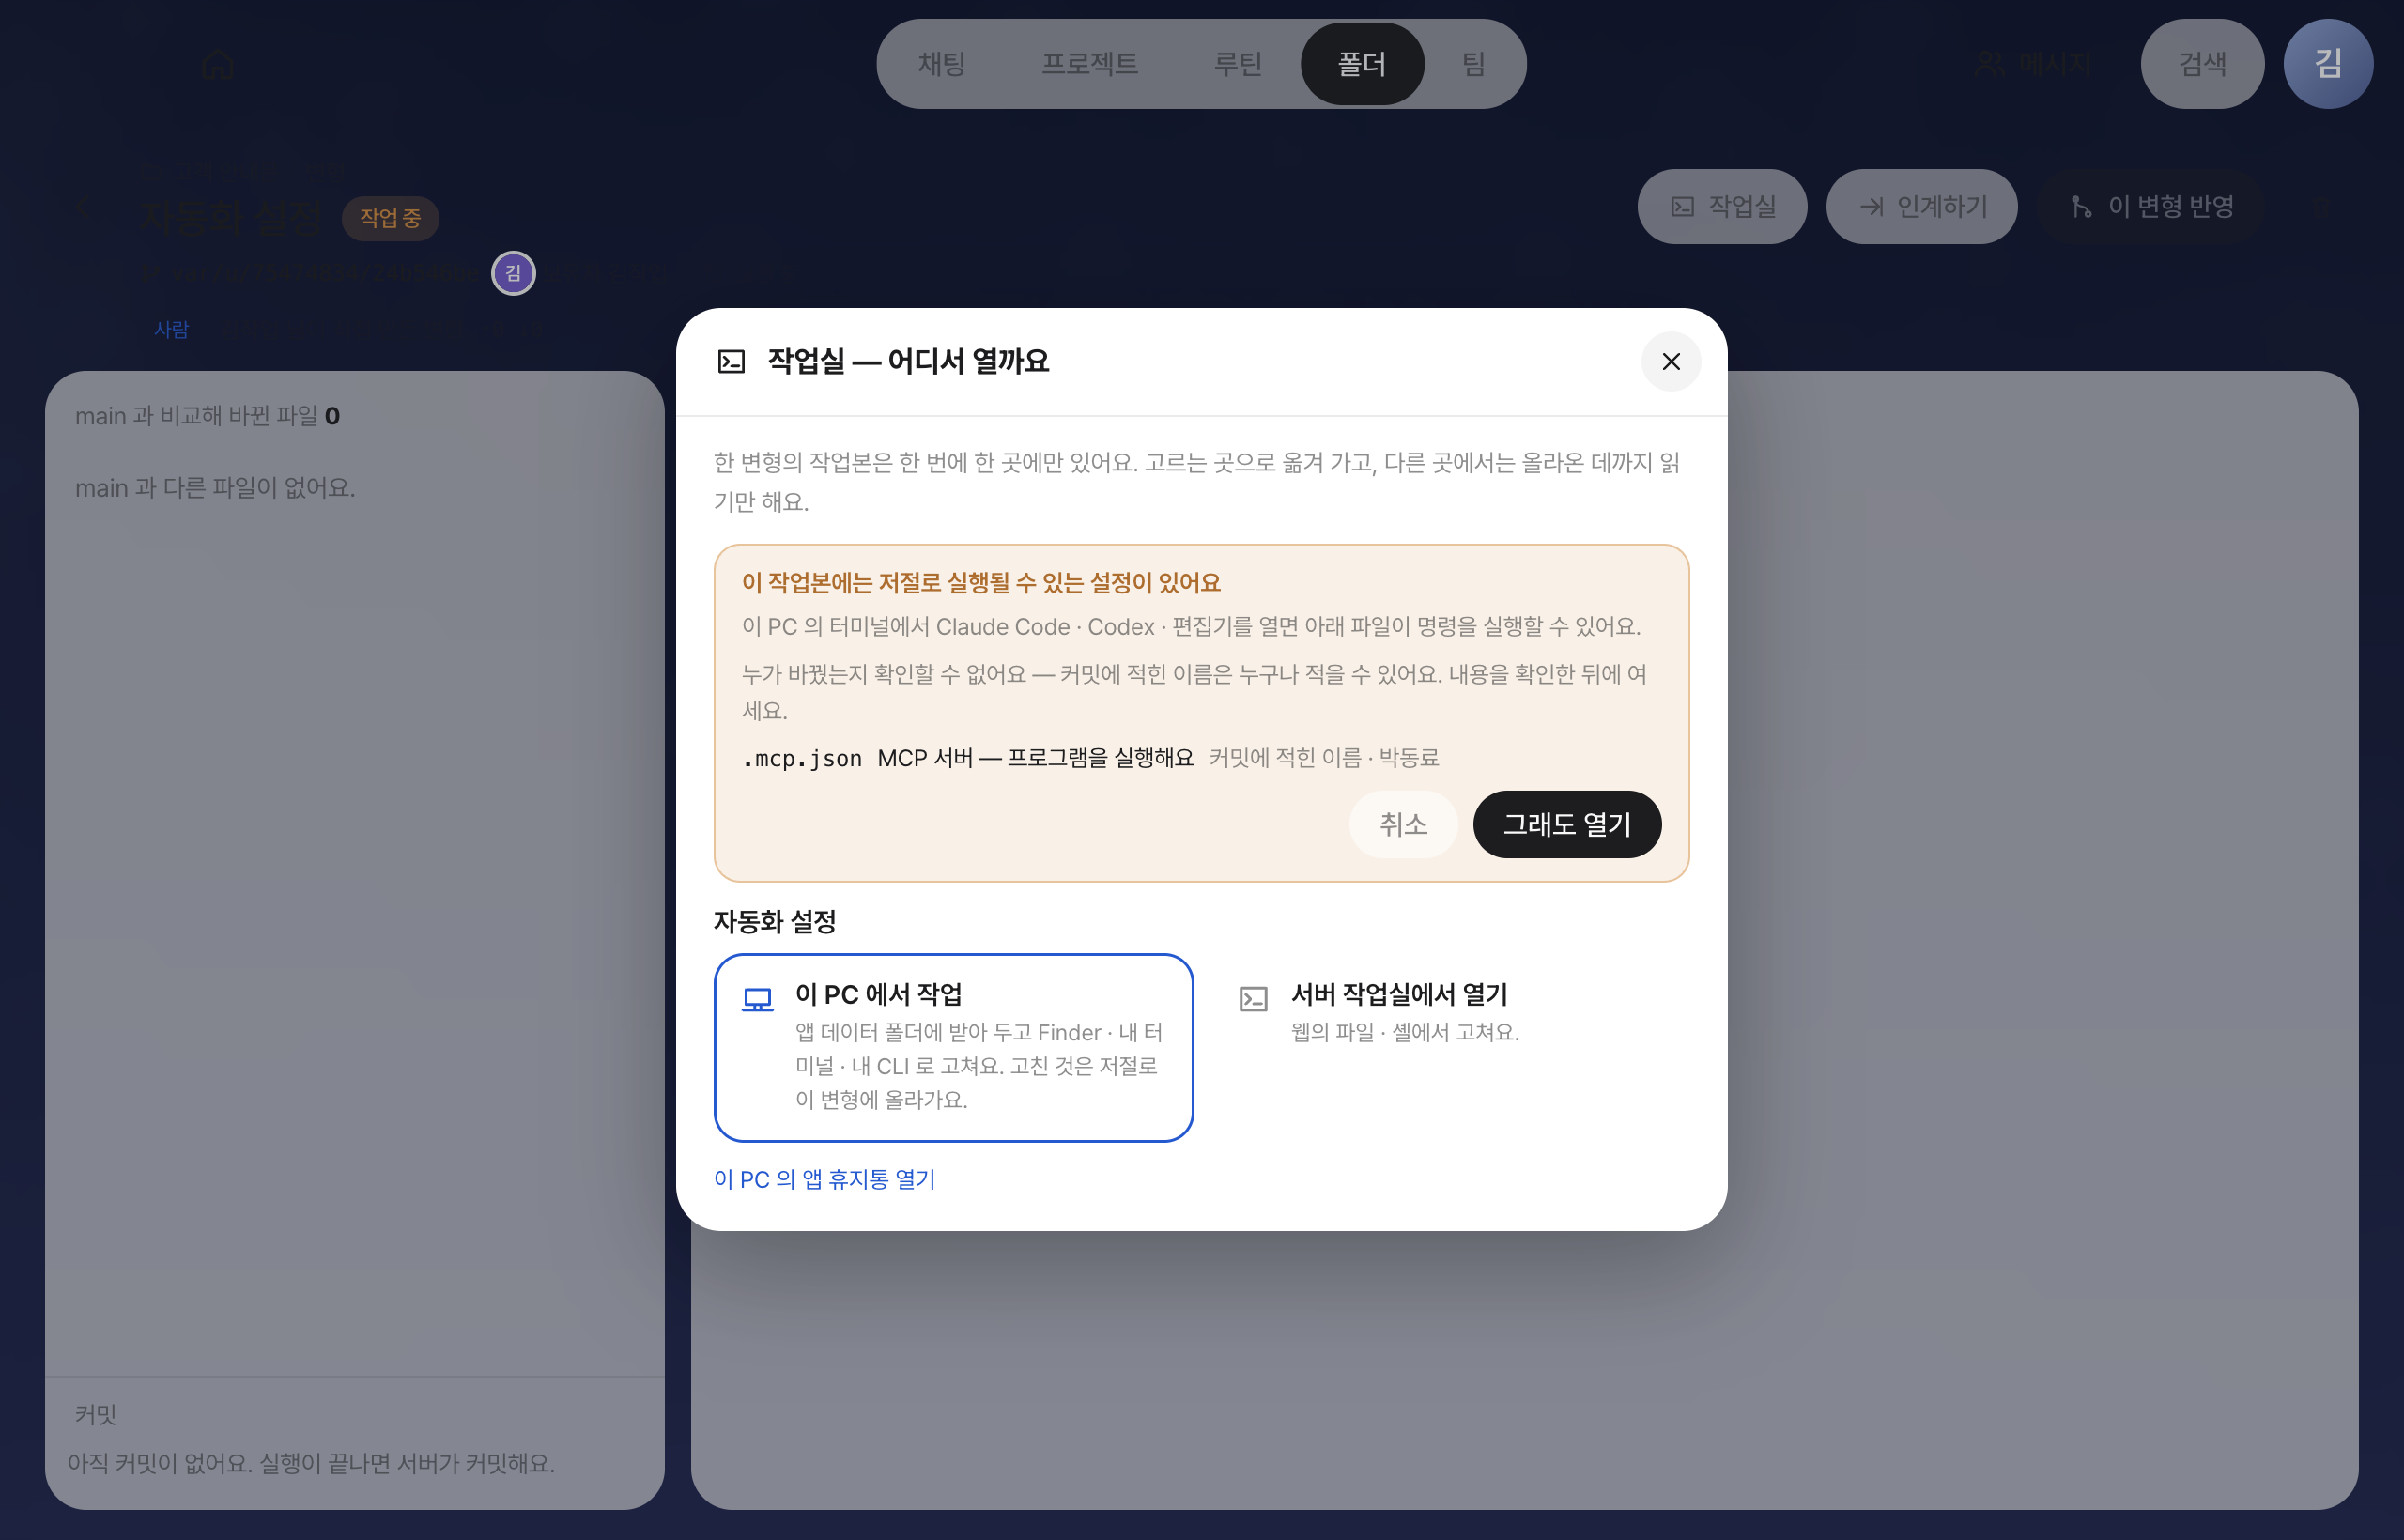 채팅
프로젝트
루틴
폴더
팀
메시지
검색
김
자동화 설정
작업 중
작업실
인계하기
이 변형 반영
김
사람
main 과 비교해 바뀐 파일 0
main 과 다른 파일이 없어요.
작업실 — 어디서 열까요
한 변형의 작업본은 한 번에 한 곳에만 있어요. 고르는 곳으로 옮겨 가고, 다른 곳에서는 올라온 데까지 읽
기만 해요.
이 작업본에는 저절로 실행될 수 있는 설정이 있어요
이 PC 의 터미널에서 Claude Code · Codex · 편집기를 열면 아래 파일이 명령을 실행할 수 있어요.
누가 바꿨는지 확인할 수 없어요 — 커밋에 적힌 이름은 누구나 적을 수 있어요. 내용을 확인한 뒤에 여
세요.
.mcp.json MCP 서버 — 프로그램을 실행해요 커밋에 적힌 이름 · 박동료
취소
그래도 열기
자동화 설정
이 PC 에서 작업
앱 데이터 폴더에 받아 두고 Finder · 내 터
미널 · 내 CLI 로 고쳐요. 고친 것은 저절로
이 변형에 올라가요.
서버 작업실에서 열기
웹의 파일 · 셸에서 고쳐요.
이 PC 의 앱 휴지통 열기
커밋
아직 커밋이 없어요. 실행이 끝나면 서버가 커밋해요.